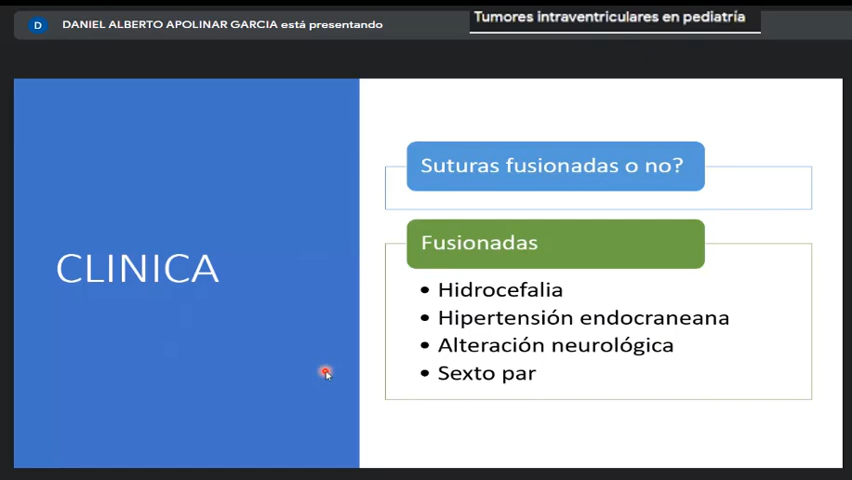 D
DANIEL ALBERTO APOLINAR GARCIA está presentando
Tumores intraventriculares en pediatría
CLINICA
Suturas fusionadas o no?
Fusionadas
• Hidrocefalia
• Hipertensión endocraneana
• Alteración neurológica
• Sexto par